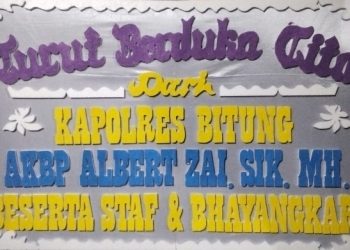 Turut Berduka Cita
Dari
KAPOLRES BITUNG
AKBP ALBERT ZAI, SIK. MH.
BESERTA STAF & BHAYANGKARI